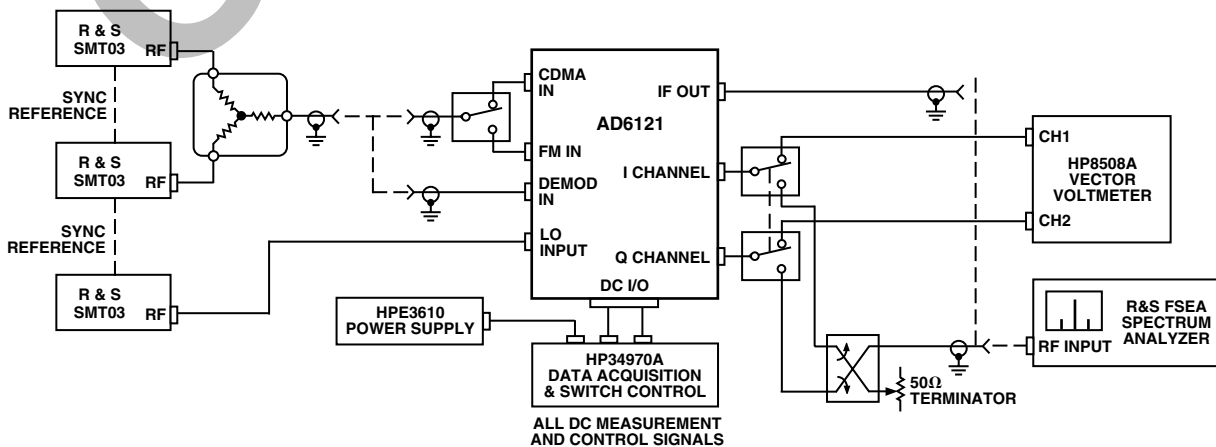 R & S
SMT03
RF
SYNC
REFERENCE
R & S
SMT03
RF
SYNC
REFERENCE
R & S
SMT03
RF
CDMA
IN
FM IN
DEMOD
IN
LO
INPUT
AD6121
IF OUT
I CHANNEL
Q CHANNEL
DC I/O
CH1
HP8508A
VECTOR
VOLTMETER
CH2
HPE3610
POWER SUPPLY
HP34970A
DATA ACQUISITION
& SWITCH CONTROL
ALL DC MEASUREMENT
AND CONTROL SIGNALS
50Ω
TERMINATOR
R&S FSEA
SPECTRUM
ANALYZER
RF INPUT